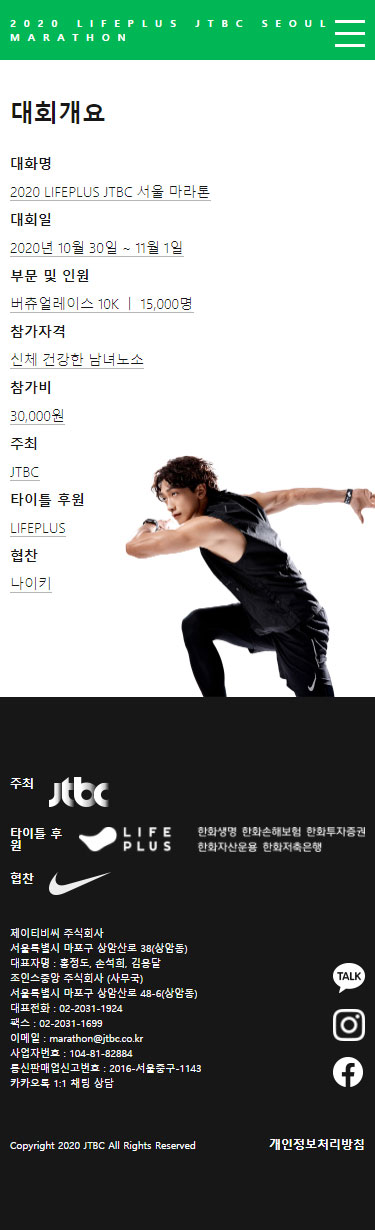 2020 LIFEPLUS JTBC SEOUL
MARATHON
대회개요
대화명
2020 LIFEPLUS JTBC 서울 마라톤
대회일
2020년 10월 30일 ~ 11월 1일
부문 및 인원
버쥬얼레이스 10K ㅣ 15,000명
참가자격
신체 건강한 남녀노소
참가비
30,000원
주최
JTBC
타이틀 후원
LIFEPLUS
협찬
나이키
주최 jtbc
타이틀 후
원
LIFE
PLUS
한화생명 한화손해보험 한화투자증권
한화자산운용 한화저축은행
협찬
제이티비씨 주식회사
서울특별시 마포구 상암산로 38(상암동)
대표자명 : 홍정도, 손석희, 김용달
조인스중앙 주식회사 (사무국)
서울특별시 마포구 상암산로 48-6(상암동)
대표전화 : 02-2031-1924
팩스 : 02-2031-1699
이메일 : marathon@jtbc.co.kr
사업자번호 : 104-81-82884
통신판매업신고번호 : 2016-서울중구-1143
카카오톡 1:1 채팅 상담
TALK
Copyright 2020 JTBC All Rights Reserved
개인정보처리방침